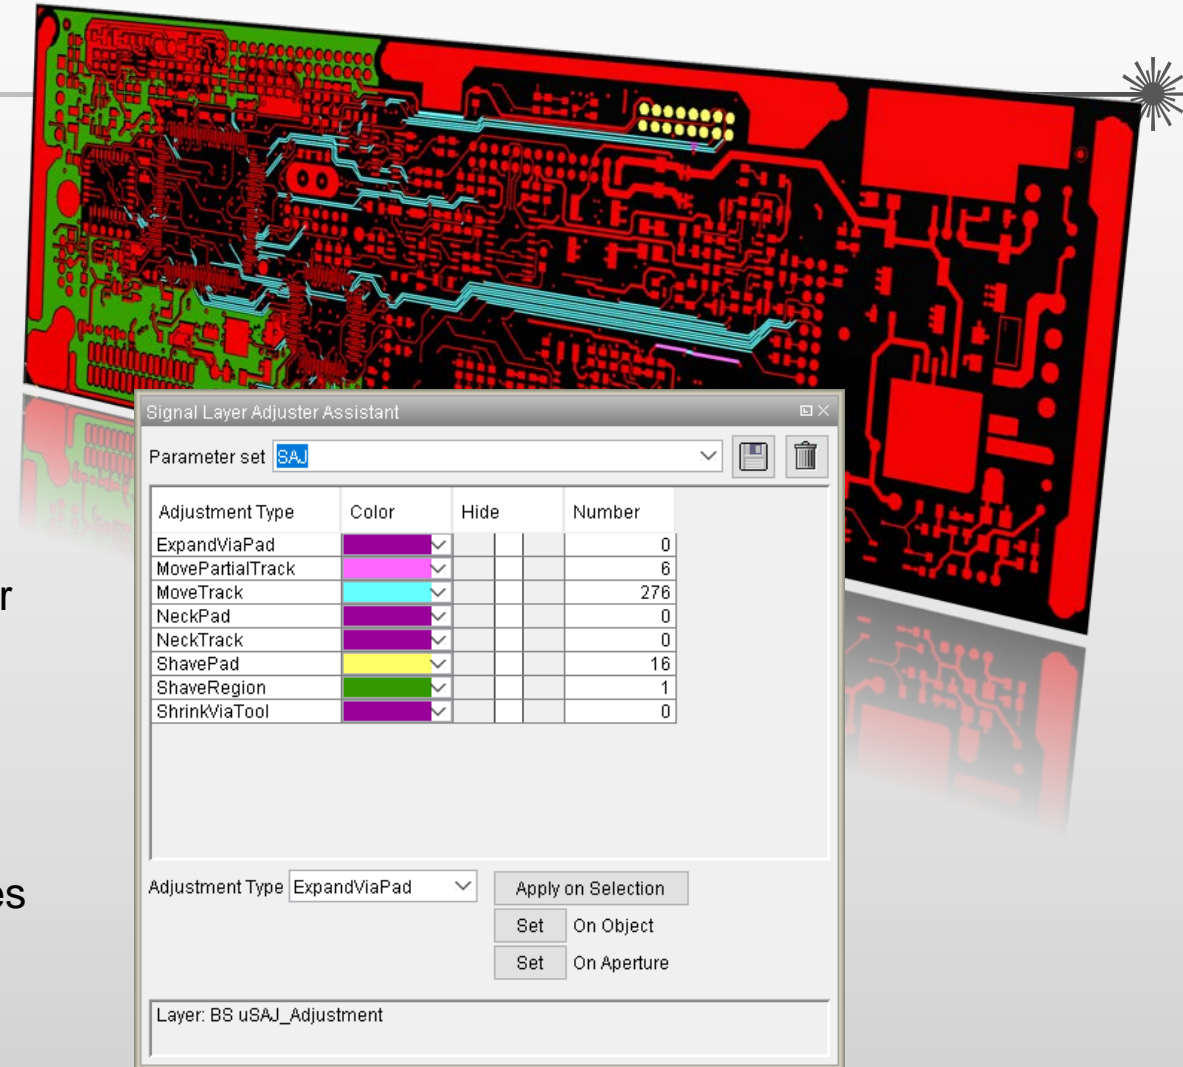 Signal Layer Adjuster Assistant
Parameter set SAJ
Adjustment Type Color Hide Number
ExpandViaPad 0
MovePartialTrack 6
MoveTrack 276
NeckPad 0
NeckTrack 0
ShavePad 16
ShaveRegion 1
ShrinkViaTool 0
r
es
Adjustment Type ExpandViaPad Apply on Selection
Set On Object
Set On Aperture
Layer: BS uSAJ_Adjustment